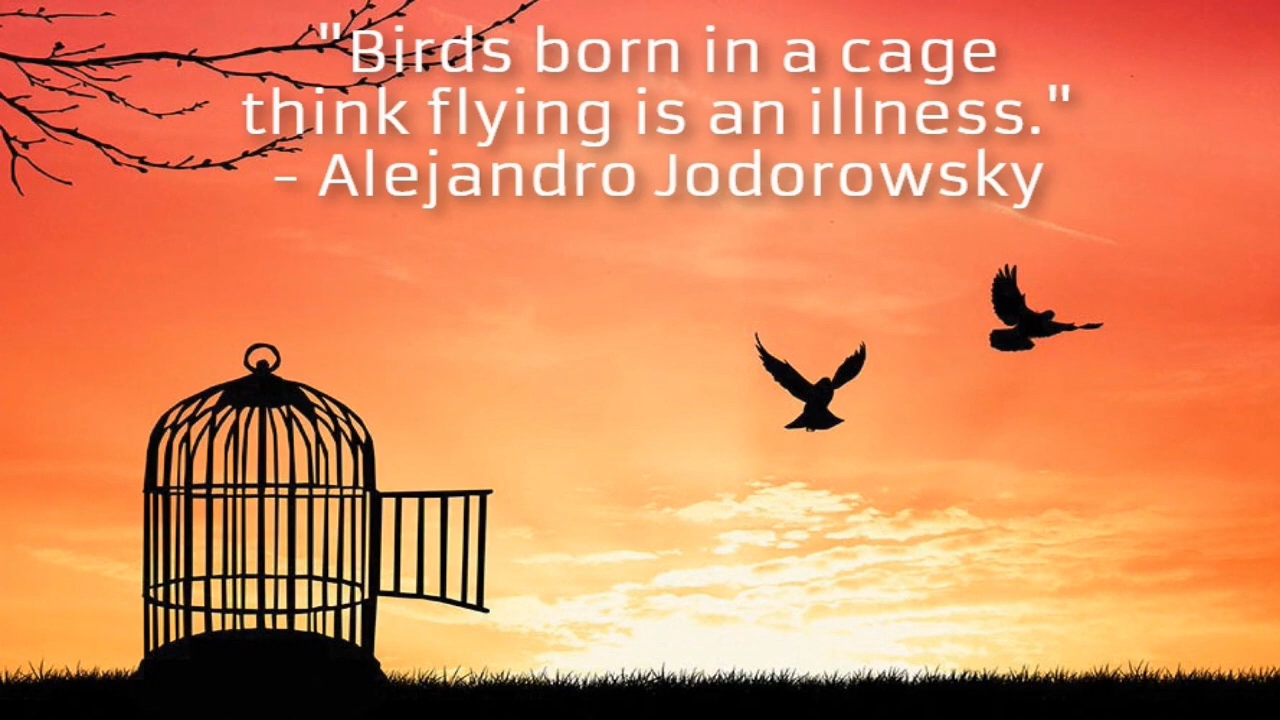 "Birds born in a cage
think flying is an illness."
- Alejandro Jodorowsky